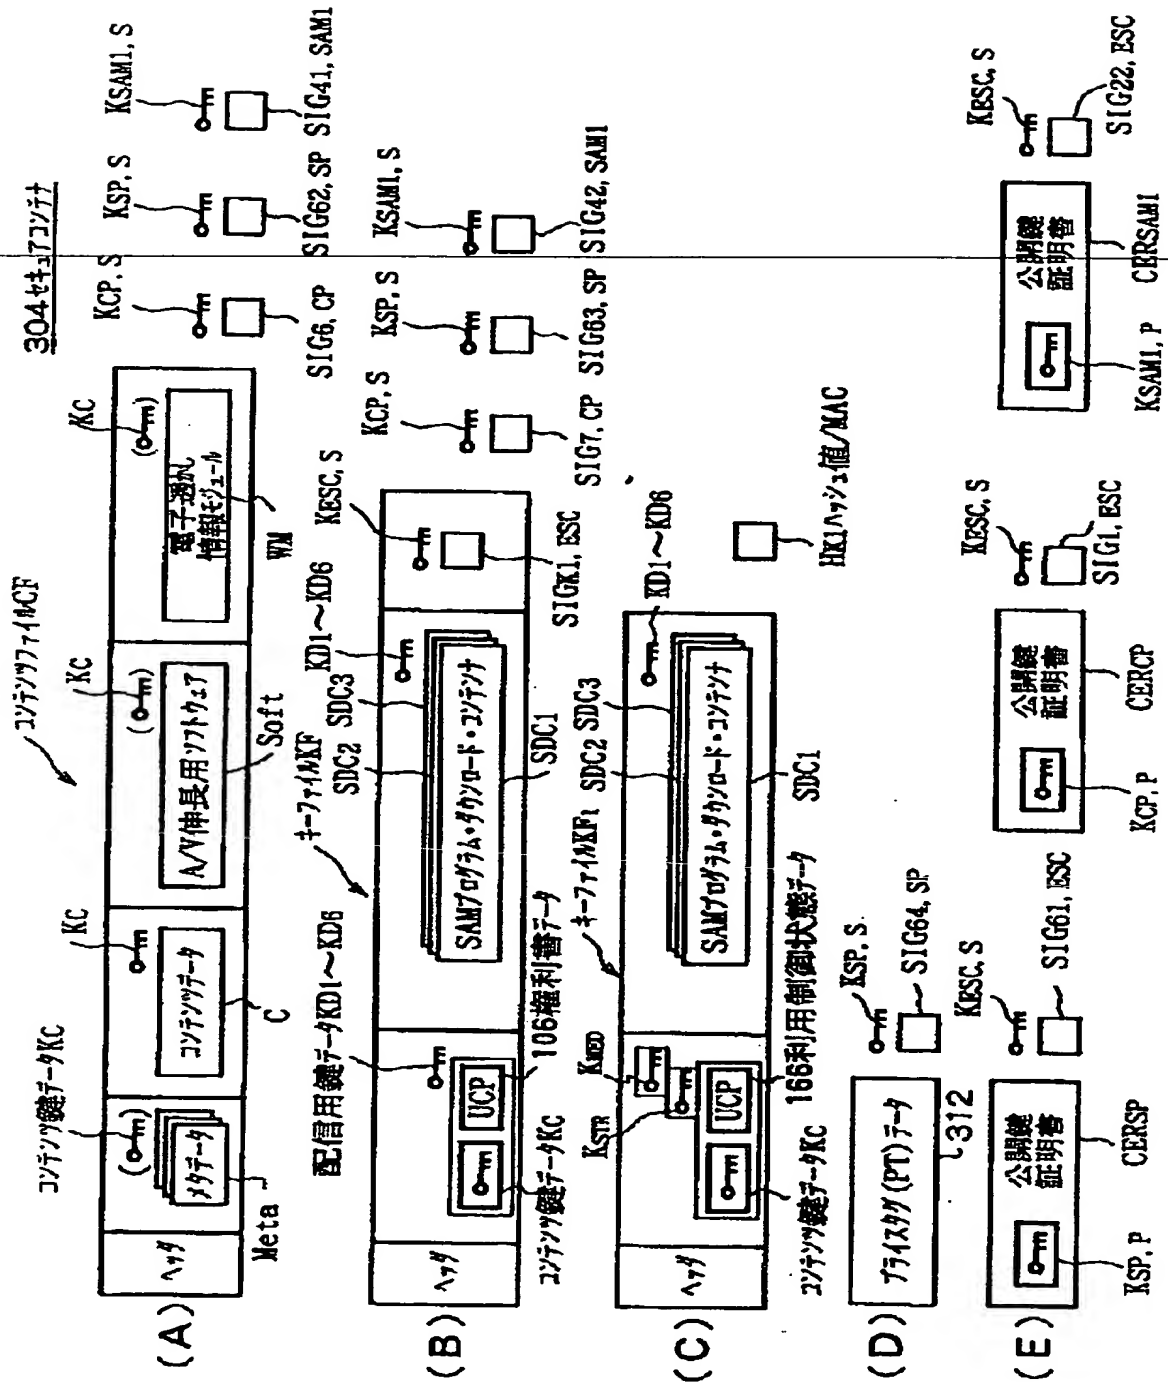 304セキュアコンテナ
(A)
コンテンツファイルCF
コンテンツ鍵データKC
KC
KC
KC
KCP, S
KSP, S
KSAM1, S
ヘッダ
メタデータ
コンテンツデータ
A/V伸長用ソフトウェア
電子透かし
情報モジュール
Meta
C
Soft
WM
SIG6, CP
SIG62, SP
SIG41, SAM1
(B)
キーファイルKF
配信用鍵データKD1〜KD6
SDC2
SDC3
KD1〜KD6
KESC, S
KCP, S
KSP, S
KSAM1, S
ヘッダ
UCP
SAMプログラム・ダウンロード・コンテナ
コンテンツ鍵データKC
106権利書データ
SDC1
SIGK1, ESC
SIG7, CP
SIG63, SP
SIG42, SAM1
(C)
キーファイルKF1
KSTR
KMED
SDC2
SDC3
KD1〜KD6
ヘッダ
UCP
SAMプログラム・ダウンロード・コンテナ
コンテンツ鍵データKC
166利用制御状態データ
SDC1
HK1ハッシュ値/MAC
(D)
プライスタグ(PT)データ
312
KSP, S
SIG64, SP
(E)
公開鍵
証明書
KSP, P
CERSP
KESC, S
SIG61, ESC
公開鍵
証明書
KCP, P
CERCP
KESC, S
SIG1, ESC
公開鍵
証明書
KSAM1, P
CERSAM1
KESC, S
SIG22, ESC